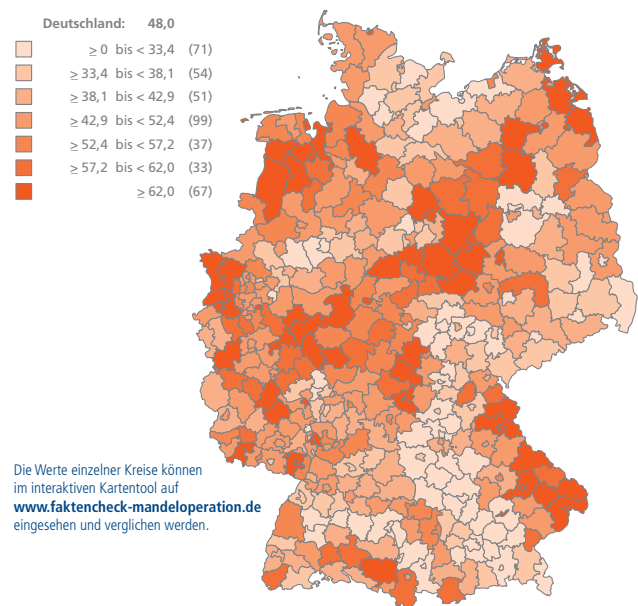 Deutschland: 48,0
≥ 0 bis < 33,4 (71)
≥ 33,4 bis < 38,1 (54)
≥ 38,1 bis < 42,9 (51)
≥ 42,9 bis < 52,4 (99)
≥ 52,4 bis < 57,2 (37)
≥ 57,2 bis < 62,0 (33)
≥ 62,0 (67)
Die Werte einzelner Kreise können
im interaktiven Kartentool auf
www.faktencheck-mandeloperation.de
eingesehen und verglichen werden.